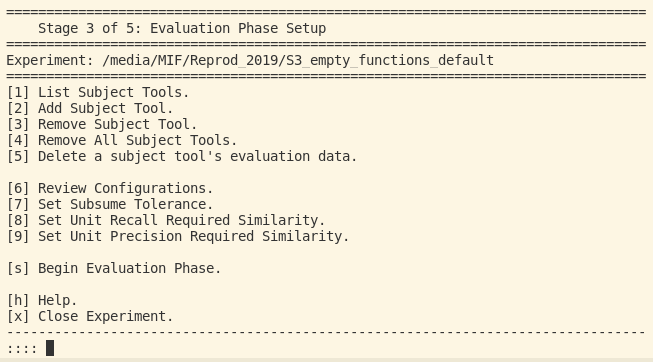 ================================================================================
Stage 3 of 5: Evaluation Phase Setup
================================================================================
Experiment: /media/MIF/Reprod_2019/S3_empty_functions_default
================================================================================
[1] List Subject Tools.
[2] Add Subject Tool.
[3] Remove Subject Tool.
[4] Remove All Subject Tools.
[5] Delete a subject tool's evaluation data.
[6] Review Configurations.
[7] Set Subsume Tolerance.
[8] Set Unit Recall Required Similarity.
[9] Set Unit Precision Required Similarity.
[s] Begin Evaluation Phase.
[h] Help.
[x] Close Experiment.
--------------------------------------------------------------------------------
::::